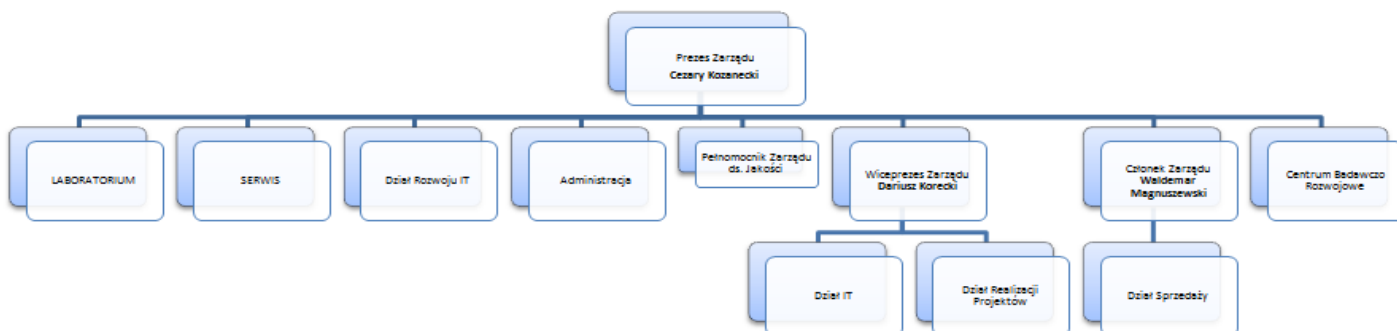 Prezes Zarządu
Cezary Kozanecki
LABORATORIUM
SERWIS
Dział Rozwoju IT
Administracja
Pełnomocnik Zarządu
ds. Jakości
Wiceprezes Zarządu
Dariusz Korecki
Członek Zarządu
Waldemar
Magnuszewski
Centrum Badawczo
Rozwojowe
Dział IT
Dział Realizacji
Projektów
Dział Sprzedaży